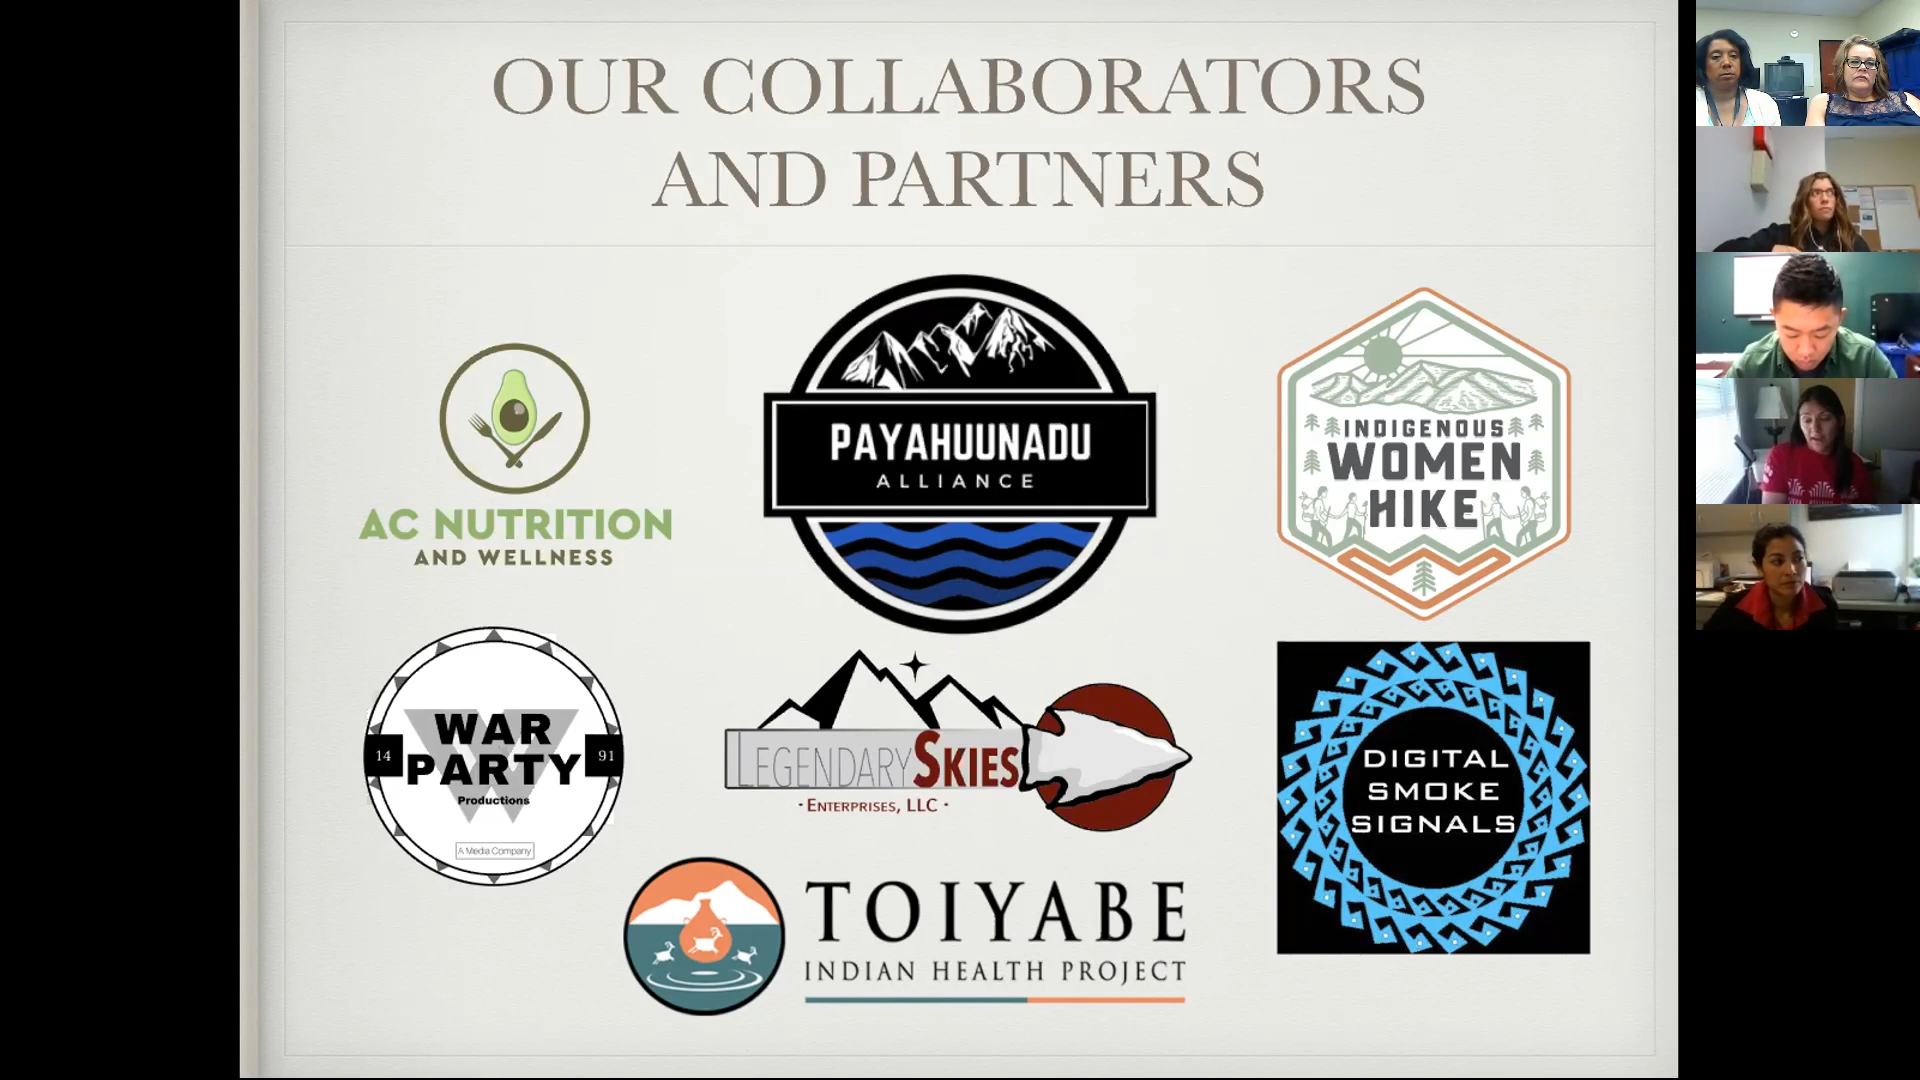 OUR COLLABORATORS
AND PARTNERS
AC NUTRITION
AND WELLNESS
PAYAHUUNADU
ALLIANCE
INDIGENOUS
WOMEN
HIKE
14
WAR
PARTY
91
Productions
A Media Company
LEGENDARY SKIES
· ENTERPRISES, LLC ·
DIGITAL
SMOKE
SIGNALS
TOIYABE
INDIAN HEALTH PROJECT